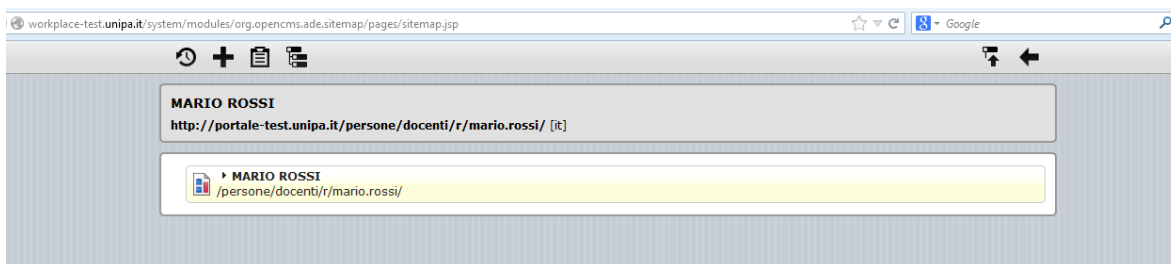 workplace-test.unipa.it/system/modules/org.opencms.ade.sitemap/pages/sitemap.jsp
8 Google
MARIO ROSSI
http://portale-test.unipa.it/persone/docenti/r/mario.rossi/ [it]
MARIO ROSSI
/persone/docenti/r/mario.rossi/